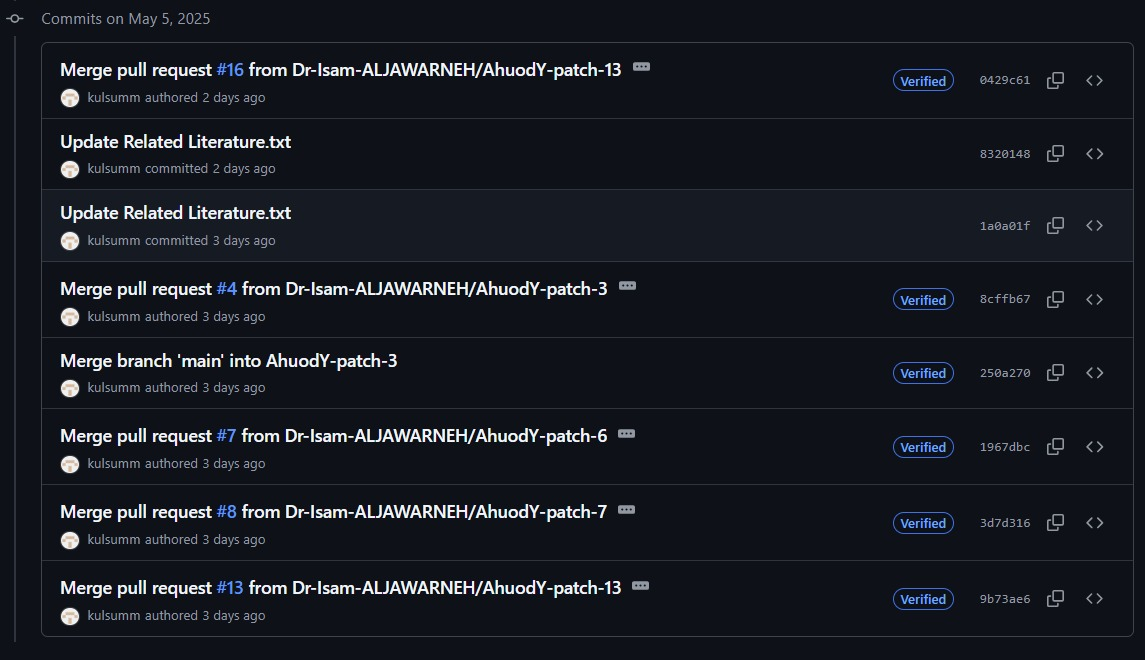 Commits on May 5, 2025
Merge pull request #16 from Dr-Isam-ALJAWARNEH/AhuodY-patch-13
Verified
0429c61
kulsumm authored 2 days ago
Update Related Literature.txt
8320148
kulsumm committed 2 days ago
Update Related Literature.txt
1a0a01f
kulsumm committed 3 days ago
Merge pull request #4 from Dr-Isam-ALJAWARNEH/AhuodY-patch-3
Verified
8cffb67
kulsumm authored 3 days ago
Merge branch 'main' into AhuodY-patch-3
Verified
250a270
kulsumm authored 3 days ago
Merge pull request #7 from Dr-Isam-ALJAWARNEH/AhuodY-patch-6
Verified
1967dbc
kulsumm authored 3 days ago
Merge pull request #8 from Dr-Isam-ALJAWARNEH/AhuodY-patch-7
Verified
3d7d316
kulsumm authored 3 days ago
Merge pull request #13 from Dr-Isam-ALJAWARNEH/AhuodY-patch-13
Verified
9b73ae6
kulsumm authored 3 days ago